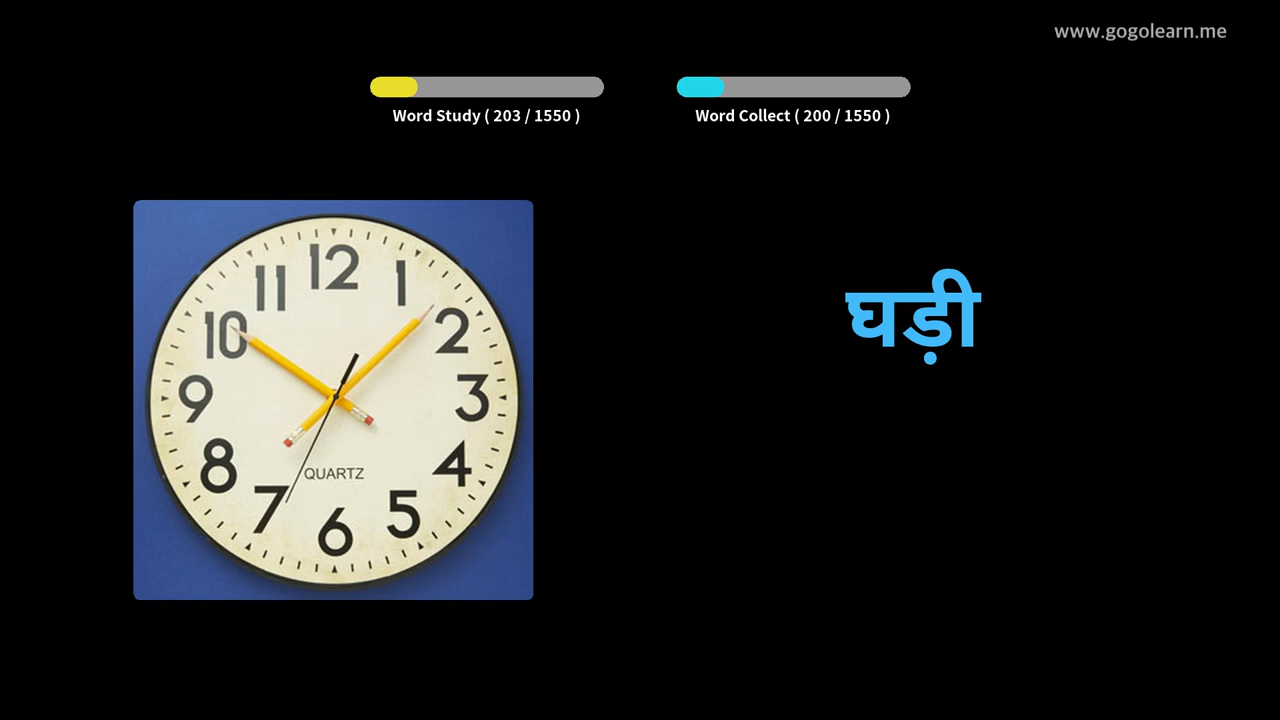 www.gogolearn.me
Word Study ( 203 / 1550 )
Word Collect ( 200 / 1550 )
12
11
1
10
2
9
3
8
4
7
5
6
QUARTZ
घड़ी